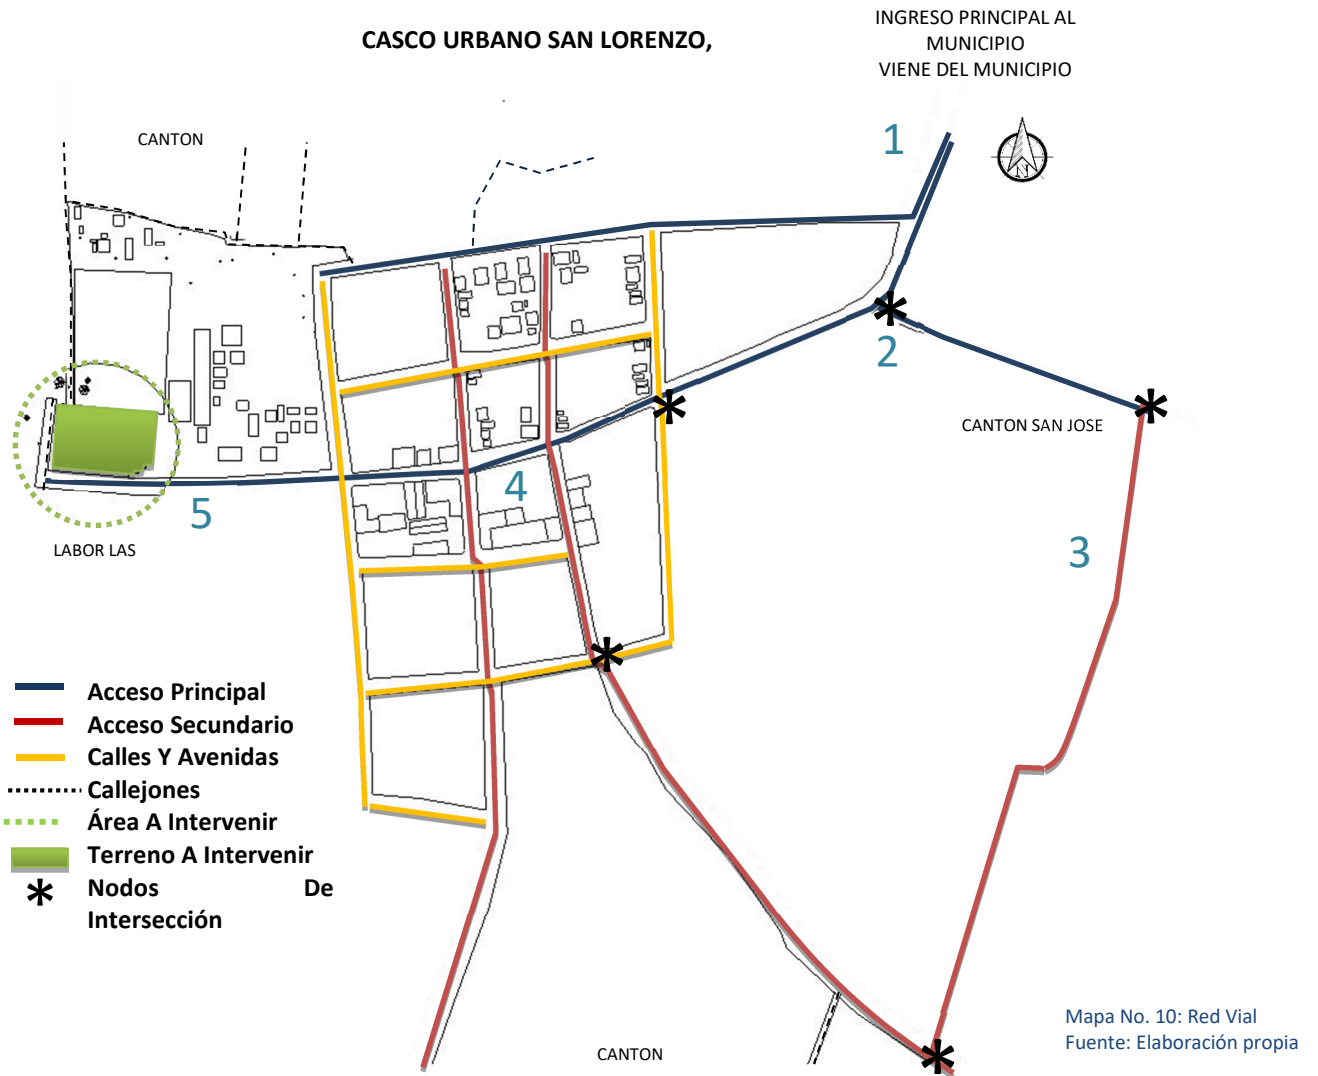 CASCO URBANO SAN LORENZO,
INGRESO PRINCIPAL AL
MUNICIPIO
VIENE DEL MUNICIPIO
CANTON
1
N
2
CANTON SAN JOSE
4
5
LABOR LAS
3
Acceso Principal
Acceso Secundario
Calles Y Avenidas
Callejones
Área A Intervenir
Terreno A Intervenir
Nodos De
Intersección
CANTON
Mapa No. 10: Red Vial
Fuente: Elaboración propia